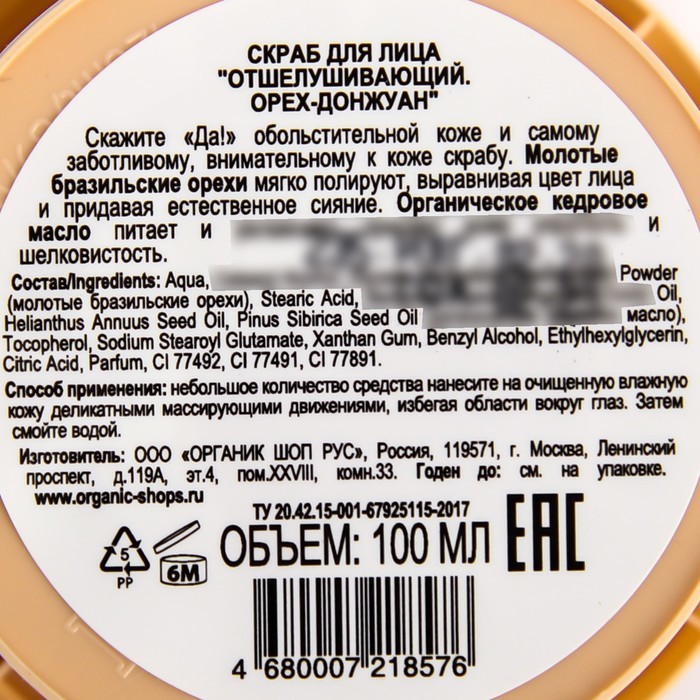 СКРАБ ДЛЯ ЛИЦА
"ОТШЕЛУШИВАЮЩИЙ.
ОРЕХ-ДОНЖУАН"
Скажите «Да!» обольстительной коже и самому
заботливому, внимательному к коже скрабу. Молотые
бразильские орехи мягко полируют, выравнивая цвет лица
и придавая естественное сияние. Органическое кедровое
масло питает и и
шелковистость.
Состав/Ingredients: Aqua, Powder
(молотые бразильские орехи), Stearic Acid, Oil,
Helianthus Annuus Seed Oil, Pinus Sibirica Seed Oil масло),
Tocopherol, Sodium Stearoyl Glutamate, Xanthan Gum, Benzyl Alcohol, Ethylhexylglycerin,
Citric Acid, Parfum, CI 77492, CI 77491, CI 77891.
Способ применения: небольшое количество средства нанесите на очищенную влажную
кожу деликатными массирующими движениями, избегая области вокруг глаз. Затем
смойте водой.
Изготовитель: ООО «ОРГАНИК ШОП РУС», Россия, 119571, г. Москва, Ленинский
проспект, д.119А, эт.4, пом.XXVIII, комн.33. Годен до: см. на упаковке.
www.organic-shops.ru
ТУ 20.42.15-001-67925115-2017
5
PP
6M
ОБЪЕМ: 100 МЛ
EAC
4 680007 218576